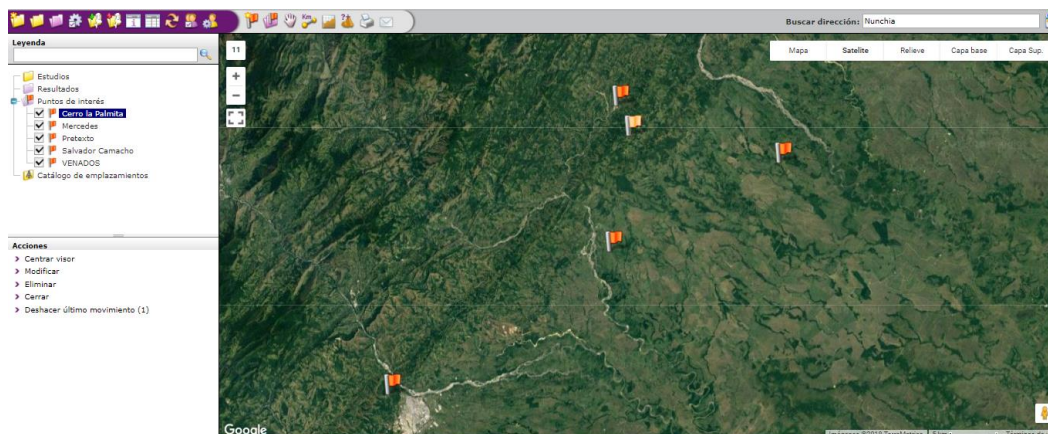 Buscar dirección: Nunchia
Leyenda
Estudios
Resultados
Puntos de interés
Cerro la Palmita
Mercedes
Pretexto
Salvador Camacho
VENADOS
Catálogo de emplazamientos
Acciones
Centrar visor
Modificar
Eliminar
Cerrar
Deshacer último movimiento (1)
11
+
−
Mapa Satelite Relieve Capa base Capa Sup.
Google